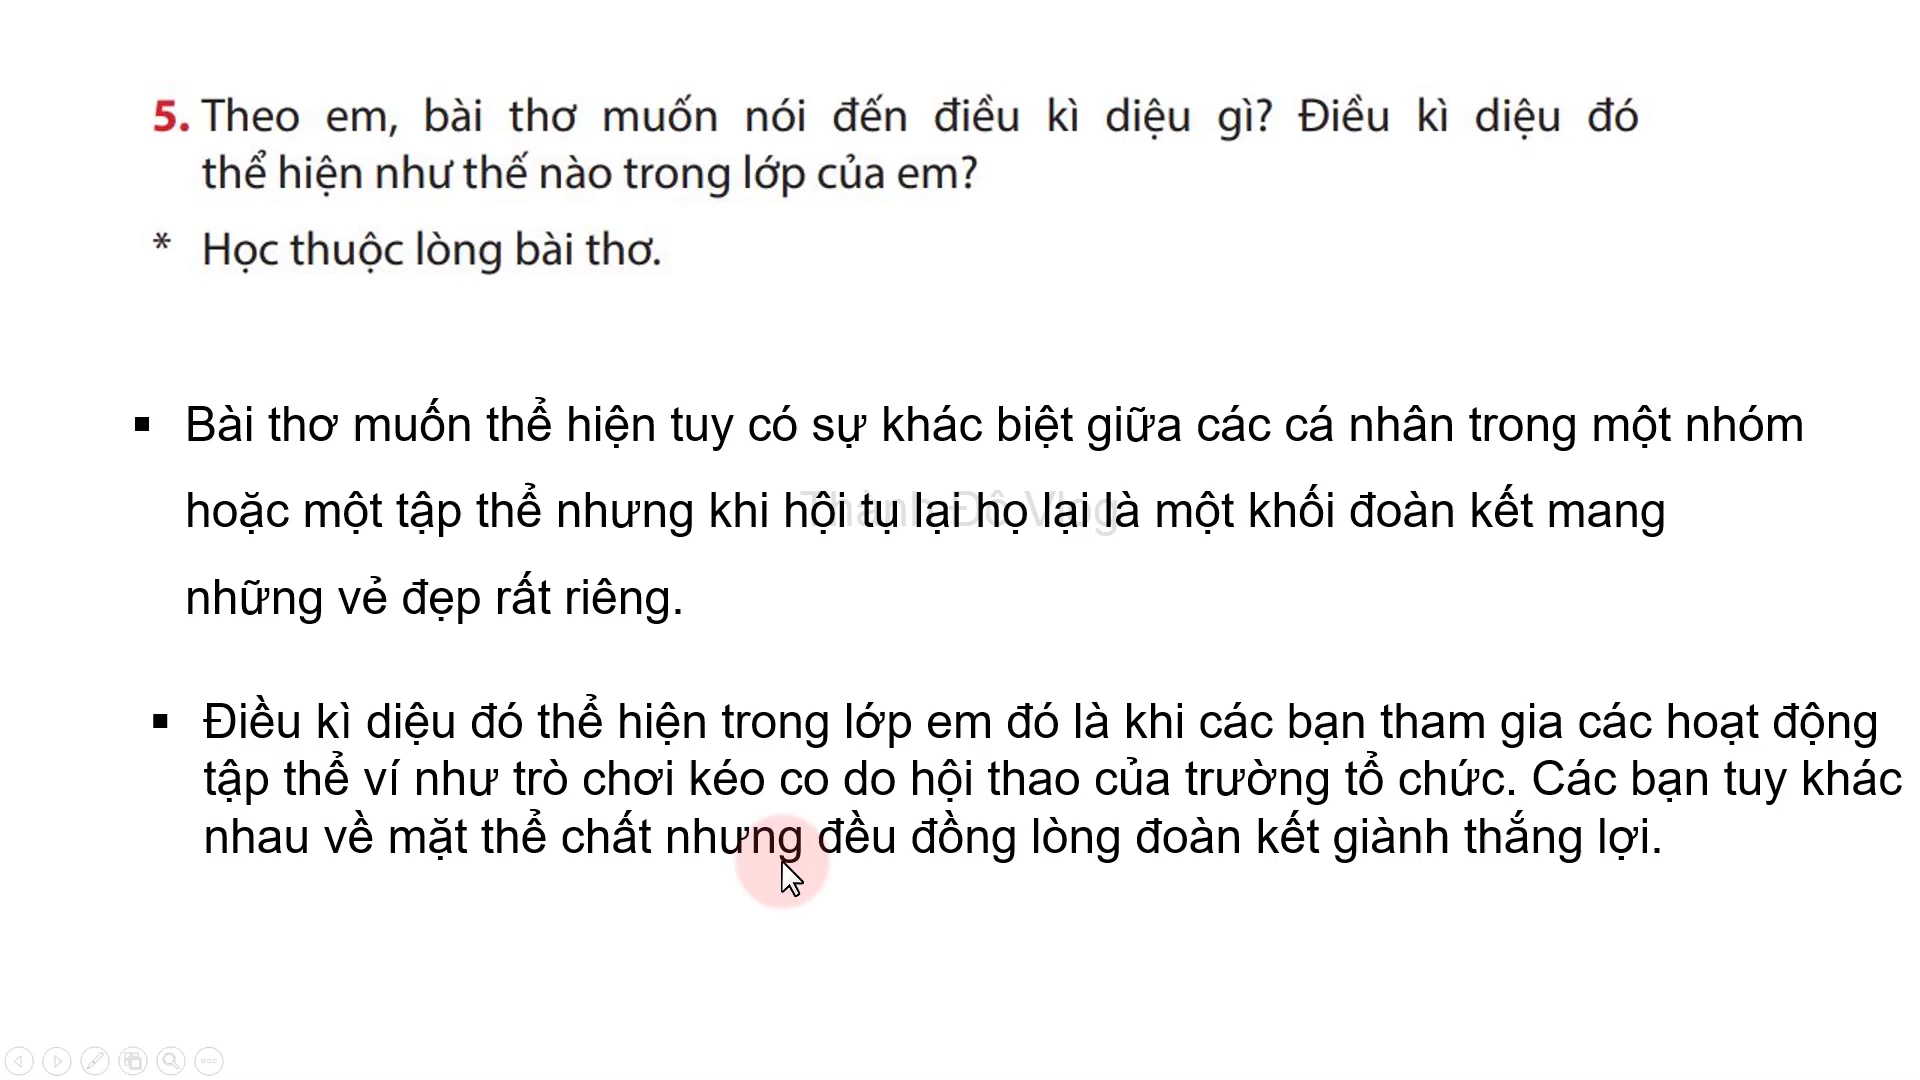 5. Theo em, bài thơ muốn nói đến điều kì diệu gì? Điều kì diệu đó
thể hiện như thế nào trong lớp của em?
* Học thuộc lòng bài thơ.
▪ Bài thơ muốn thể hiện tuy có sự khác biệt giữa các cá nhân trong một nhóm
hoặc một tập thể nhưng khi hội tụ lại họ lại là một khối đoàn kết mang
những vẻ đẹp rất riêng.
Thành Đô Vlog
▪ Điều kì diệu đó thể hiện trong lớp em đó là khi các bạn tham gia các hoạt động
tập thể ví như trò chơi kéo co do hội thao của trường tổ chức. Các bạn tuy khác
nhau về mặt thể chất nhưng đều đồng lòng đoàn kết giành thắng lợi.